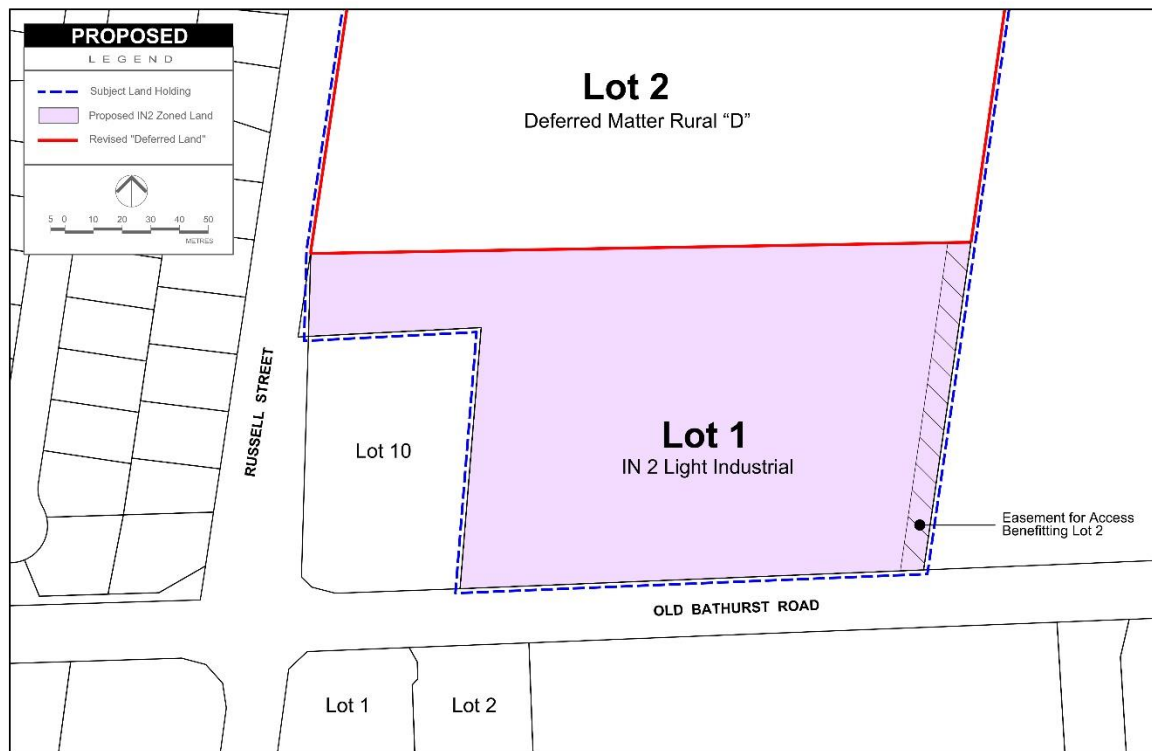 PROPOSED
LEGEND
Subject Land Holding
Proposed IN2 Zoned Land
Revised "Deferred Land"
5 0 10 20 30 40 50
METRES
Lot 2
Deferred Matter Rural “D”
RUSSELL STREET
Lot 10
Lot 1
IN 2 Light Industrial
Easement for Access
Benefitting Lot 2
OLD BATHURST ROAD
Lot 1
Lot 2